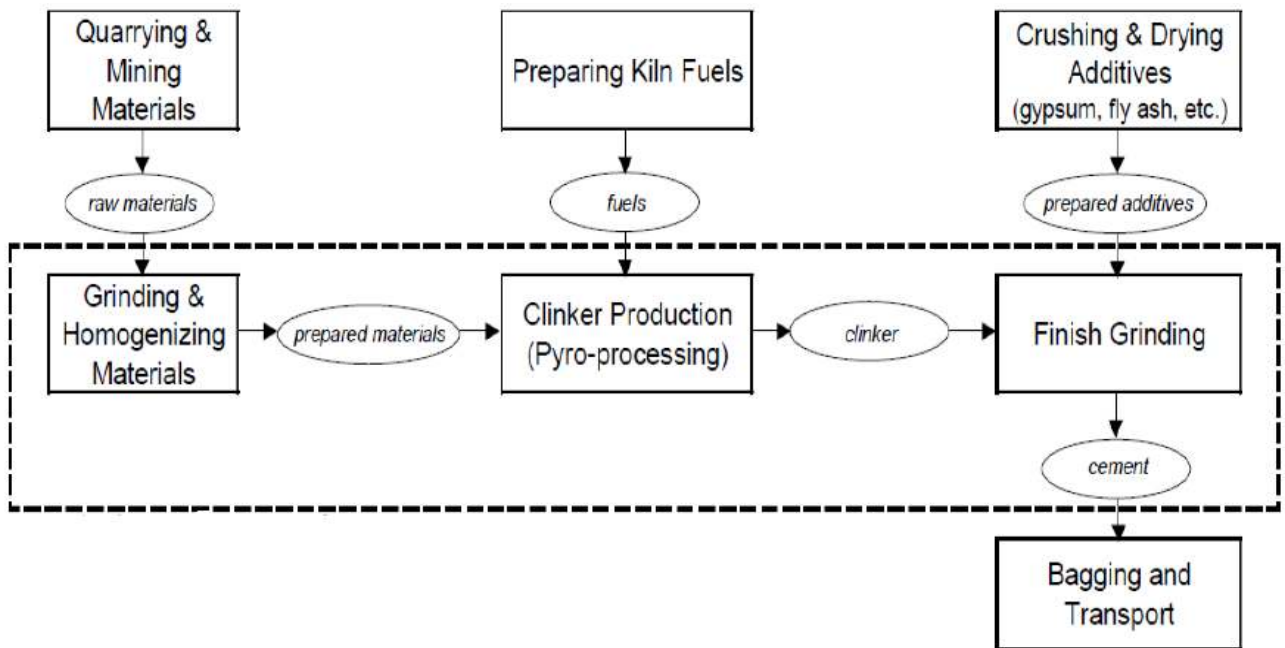 Quarrying &
Mining
Materials
Preparing Kiln Fuels
Crushing & Drying
Additives
(gypsum, fly ash, etc.)
raw materials
fuels
prepared additives
Grinding &
Homogenizing
Materials
prepared materials
Clinker Production
(Pyro-processing)
clinker
Finish Grinding
cement
Bagging and
Transport